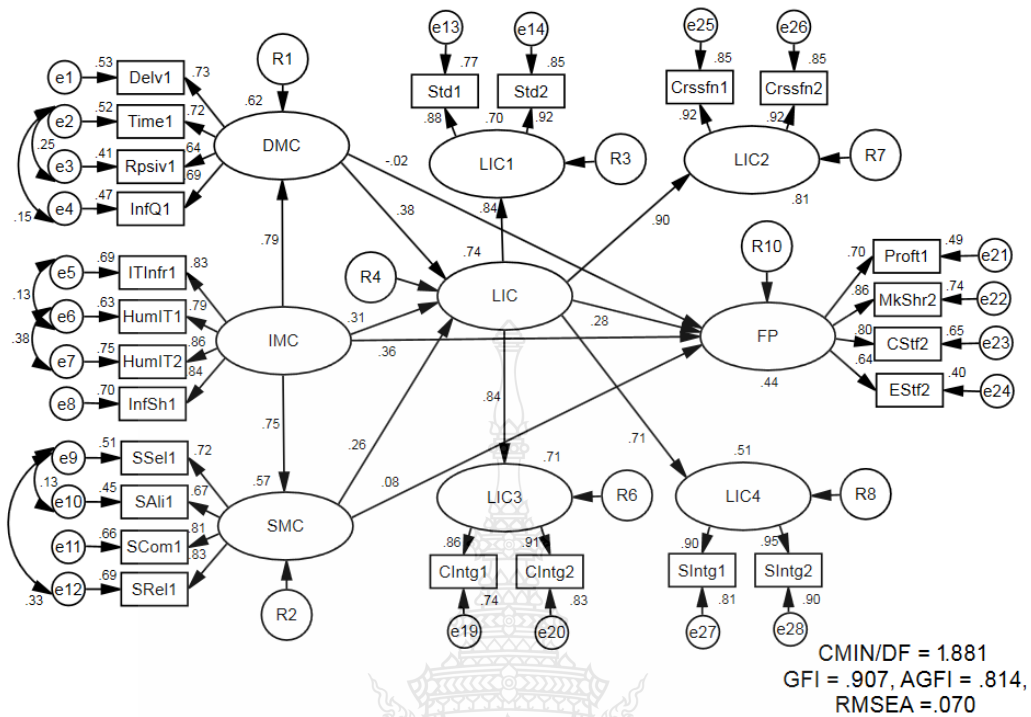 e13
e14
e25
e26
.77
.85
.85
.85
R1
e1
.53
Delv1
.73
Std1
Std2
Crssfn1
Crssfn2
.62
e2
.52
Time1
.72
.88
.70
.92
.92
.92
.25
DMC
-.02
LIC1
R3
LIC2
R7
e3
.41
Rpsiv1
.64
.69
.81
e4
.47
InfQ1
.15
.38
.84
.90
.79
.74
R10
e5
.69
ITInfr1
.83
R4
LIC
.70
Proft1
.49
e21
.13
e6
.63
HumIT1
.79
.31
.28
.86
MkShr2
.74
e22
IMC
.36
FP
.80
CStf2
.65
e23
.38
e7
.75
HumIT2
.86
.84
.64
.44
EStf2
.40
e24
e8
.70
InfSh1
.84
.75
.71
e9
.51
SSel1
.72
.26
.13
.57
.08
.71
.51
e10
.45
SAli1
.67
LIC3
R6
LIC4
R8
SMC
e11
.66
SCom1
.81
.83
.86
.91
.90
.95
e12
.69
SRel1
CIntg1
CIntg2
SIntg1
SIntg2
.33
R2
.74
.83
.81
.90
e19
e20
e27
e28
CMIN/DF = 1.881
GFI = .907, AGFI = .814,
RMSEA =.070